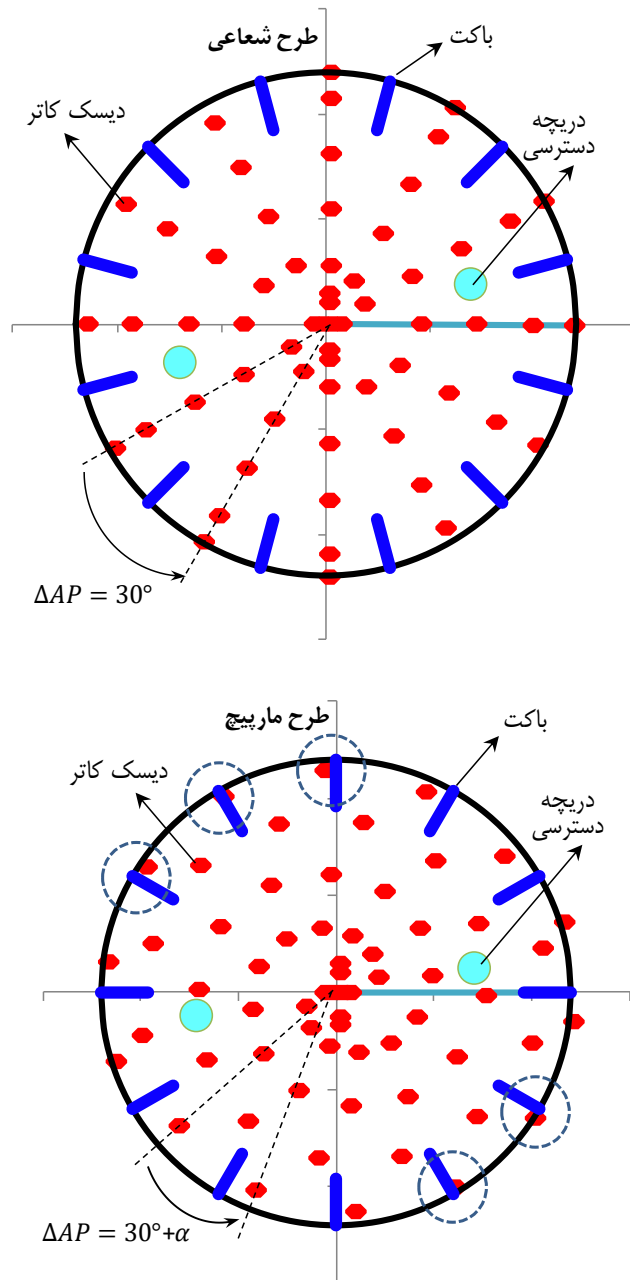 طرح شعاعی
باکت
دیسک کاتر
دریچه
دسترسی
ΔAP = 30°
طرح مارپیچ
باکت
دیسک کاتر
دریچه
دسترسی
ΔAP = 30°+α